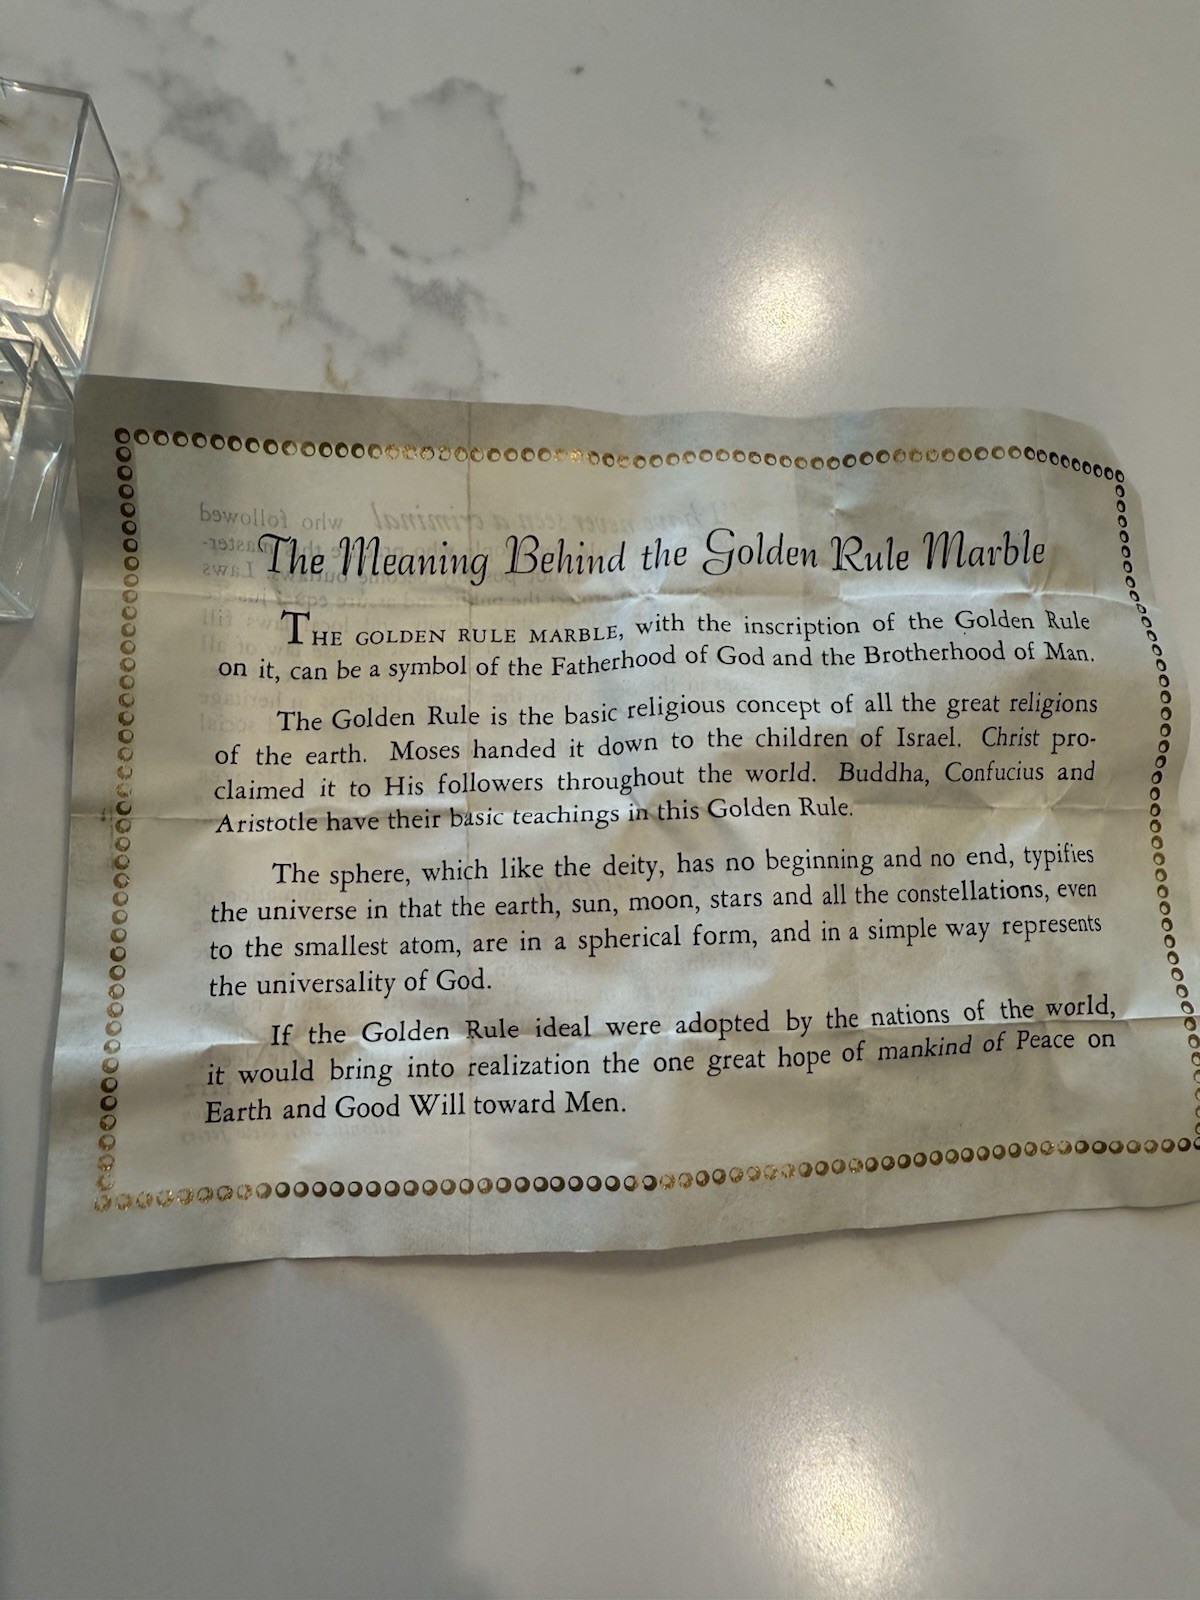 The Meaning Behind the Golden Rule Marble
THE GOLDEN RULE MARBLE, with the inscription of the Golden Rule
on it, can be a symbol of the Fatherhood of God and the Brotherhood of Man.
The Golden Rule is the basic religious concept of all the great religions
of the earth. Moses handed it down to the children of Israel. Christ pro-
claimed it to His followers throughout the world. Buddha, Confucius and
Aristotle have their basic teachings in this Golden Rule.
The sphere, which like the deity, has no beginning and no end, typifies
the universe in that the earth, sun, moon, stars and all the constellations, even
to the smallest atom, are in a spherical form, and in a simple way represents
the universality of God.
If the Golden Rule ideal were adopted by the nations of the world,
it would bring into realization the one great hope of mankind of Peace on
Earth and Good Will toward Men.